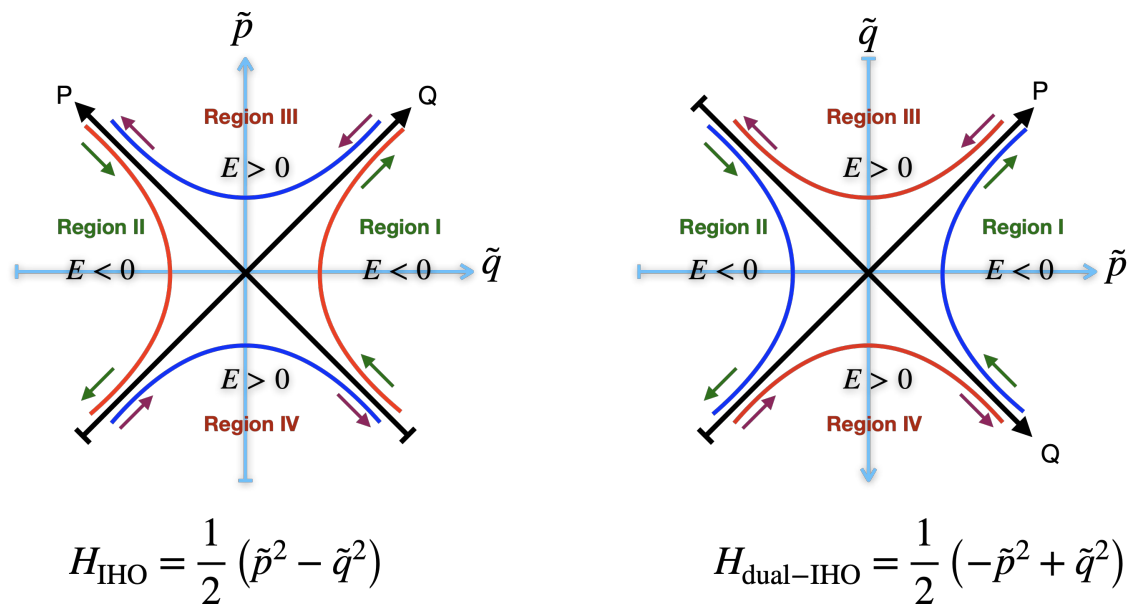 p̃
P
Q
Region III
E > 0
Region II
Region I
E < 0
E < 0
q̃
E > 0
Region IV
H_IHO = 1/2 (p̃² − q̃²)
q̃
P
Region III
E > 0
Region II
Region I
E < 0
E < 0
p̃
E > 0
Region IV
Q
H_dual−IHO = 1/2 (−p̃² + q̃²)